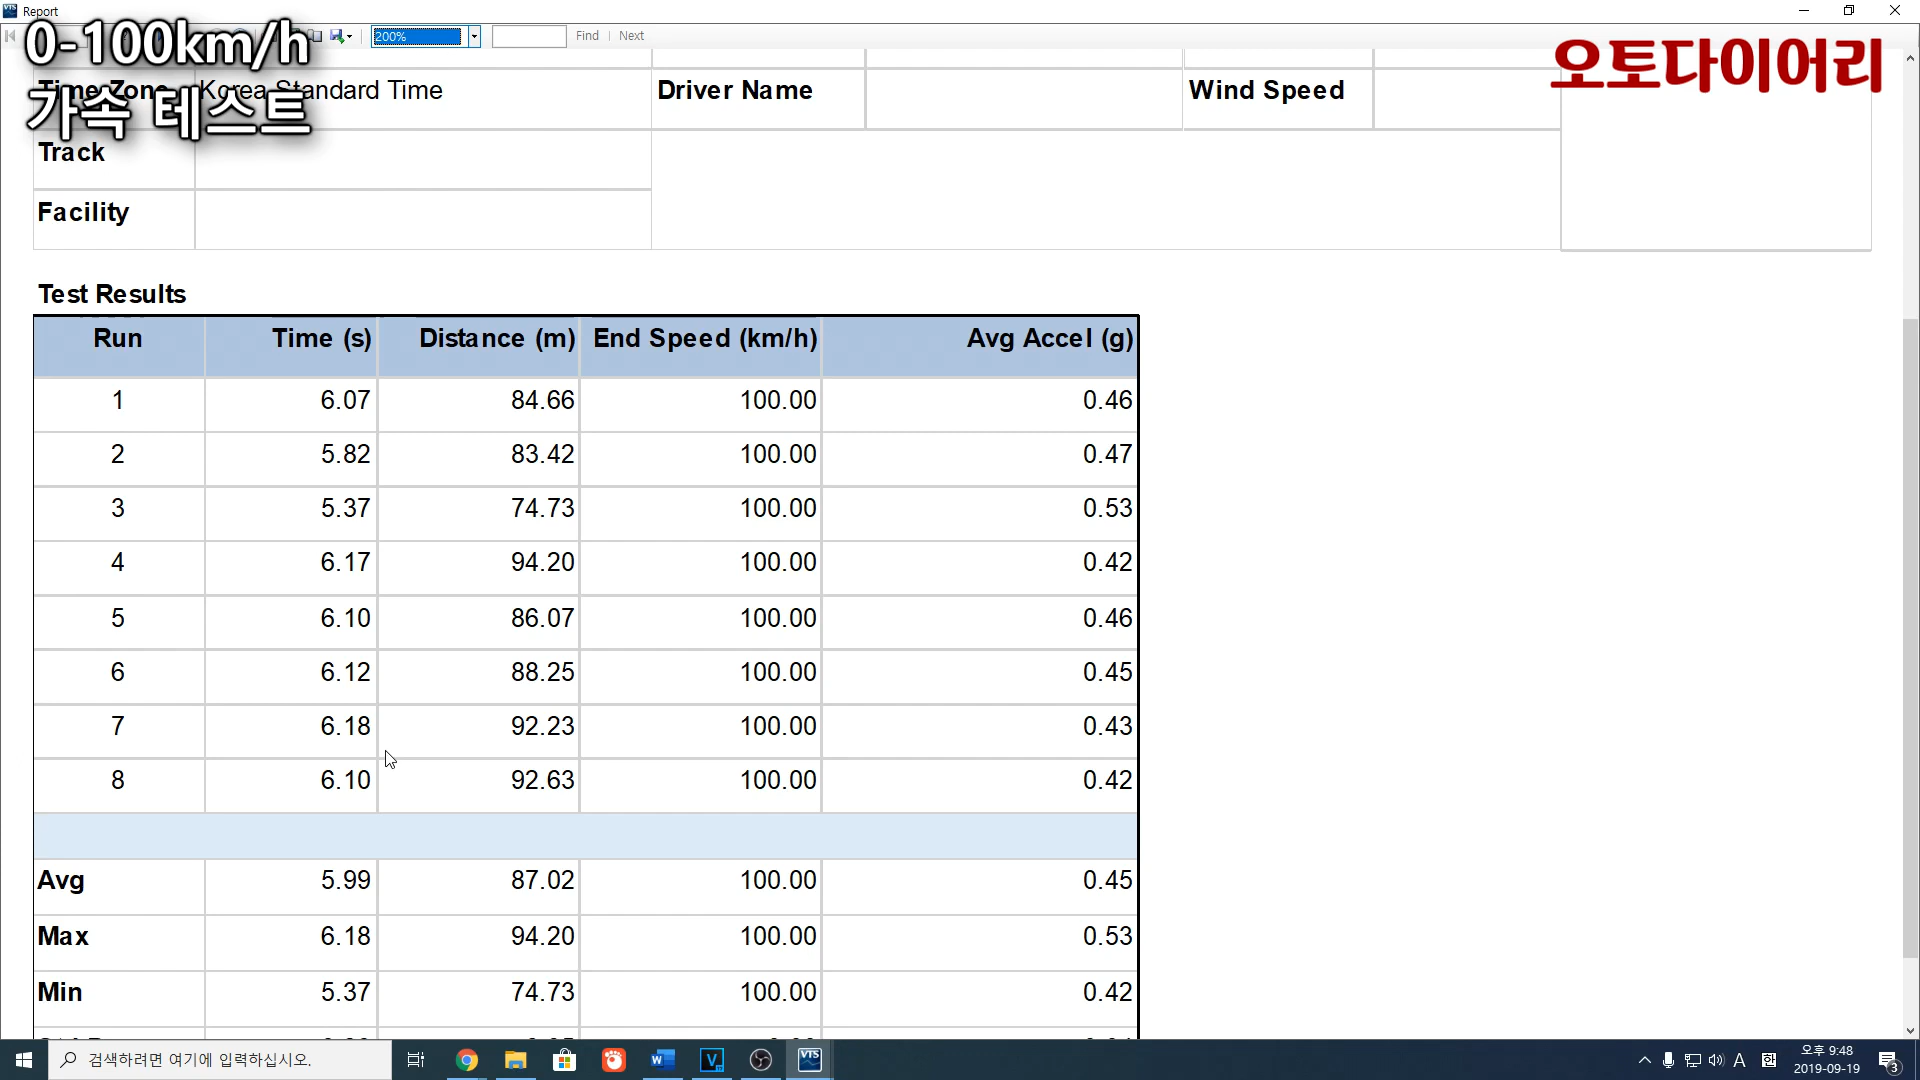 Report
0-100km/h
가속 테스트
200%
Find
Next
오토다이어리
Time Zone Korea Standard Time Driver Name Wind Speed
Track
Facility
Test Results
Run Time (s) Distance (m) End Speed (km/h) Avg Accel (g)
1 6.07 84.66 100.00 0.46
2 5.82 83.42 100.00 0.47
3 5.37 74.73 100.00 0.53
4 6.17 94.20 100.00 0.42
5 6.10 86.07 100.00 0.46
6 6.12 88.25 100.00 0.45
7 6.18 92.23 100.00 0.43
8 6.10 92.63 100.00 0.42
Avg 5.99 87.02 100.00 0.45
Max 6.18 94.20 100.00 0.53
Min 5.37 74.73 100.00 0.42
검색하려면 여기에 입력하십시오.
VTS
A 한
오후 9:48
2019-09-19
3